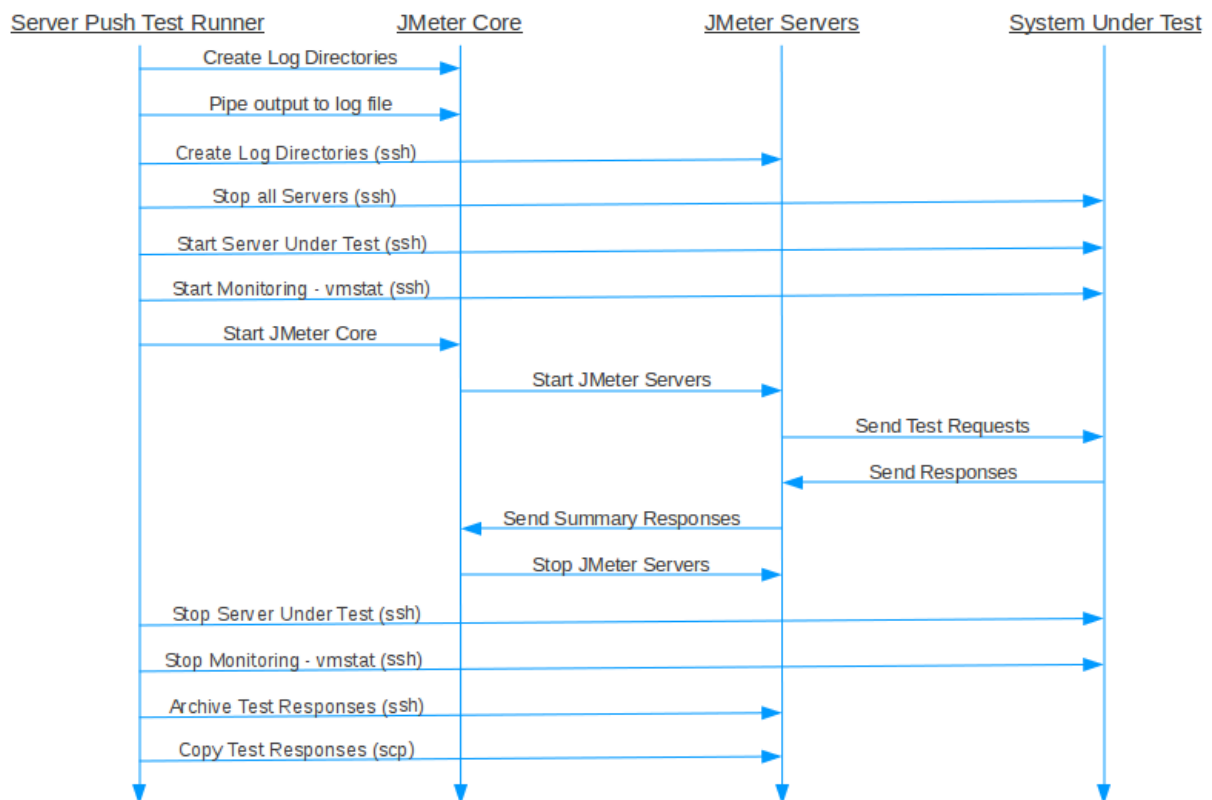 Server Push Test Runner
JMeter Core
JMeter Servers
System Under Test
Create Log Directories
Pipe output to log file
Create Log Directories (ssh)
Stop all Servers (ssh)
Start Server Under Test (ssh)
Start Monitoring - vmstat (ssh)
Start JMeter Core
Start JMeter Servers
Send Test Requests
Send Responses
Send Summary Responses
Stop JMeter Servers
Stop Server Under Test (ssh)
Stop Monitoring - vmstat (ssh)
Archive Test Responses (ssh)
Copy Test Responses (scp)